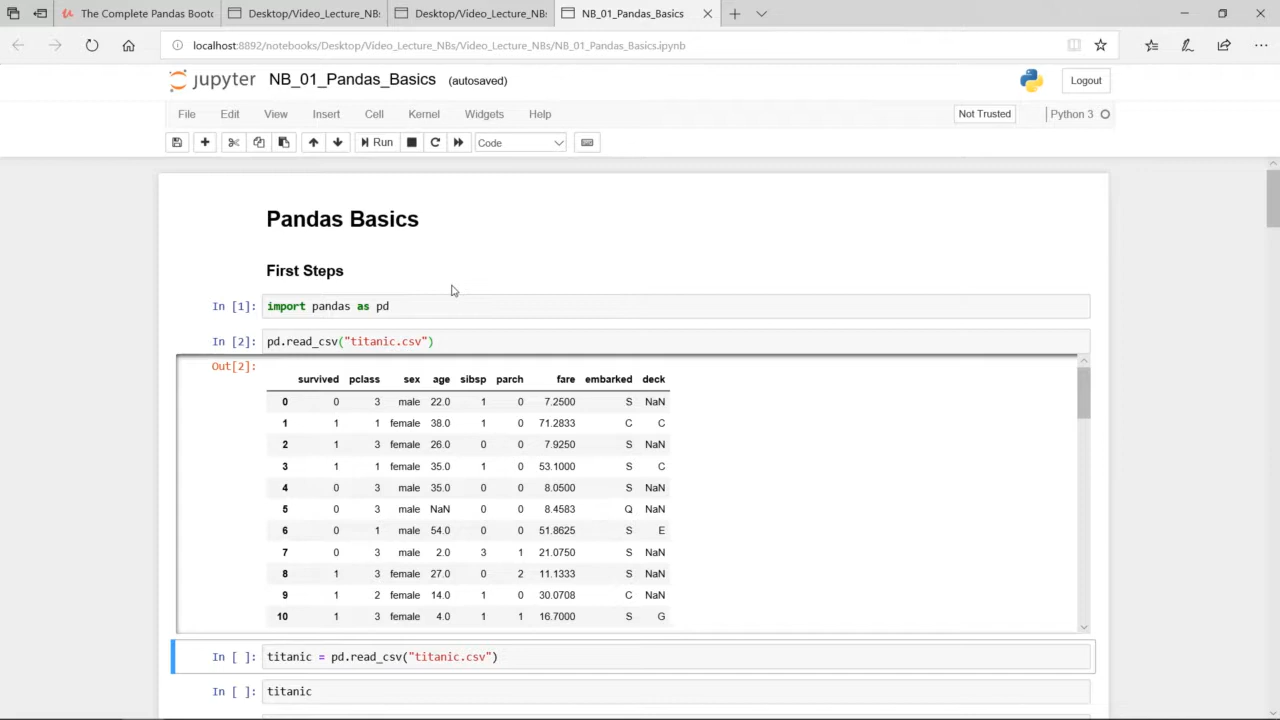 The Complete Pandas Bootc
Desktop/Video_Lecture_NBs
Desktop/Video_Lecture_NBs
NB_01_Pandas_Basics
localhost:8892/notebooks/Desktop/Video_Lecture_NBs/Video_Lecture_NBs/NB_01_Pandas_Basics.ipynb
jupyter NB_01_Pandas_Basics (autosaved) Logout
File Edit View Insert Cell Kernel Widgets Help Not Trusted Python 3
Run Code
Pandas Basics
First Steps
In [1]: import pandas as pd
In [2]: pd.read_csv("titanic.csv")
Out[2]:
survived pclass sex age sibsp parch fare embarked deck
0 0 3 male 22.0 1 0 7.2500 S NaN
1 1 1 female 38.0 1 0 71.2833 C C
2 1 3 female 26.0 0 0 7.9250 S NaN
3 1 1 female 35.0 1 0 53.1000 S C
4 0 3 male 35.0 0 0 8.0500 S NaN
5 0 3 male NaN 0 0 8.4583 Q NaN
6 0 1 male 54.0 0 0 51.8625 S E
7 0 3 male 2.0 3 1 21.0750 S NaN
8 1 3 female 27.0 0 2 11.1333 S NaN
9 1 2 female 14.0 1 0 30.0708 C NaN
10 1 3 female 4.0 1 1 16.7000 S G
In [ ]: titanic = pd.read_csv("titanic.csv")
In [ ]: titanic